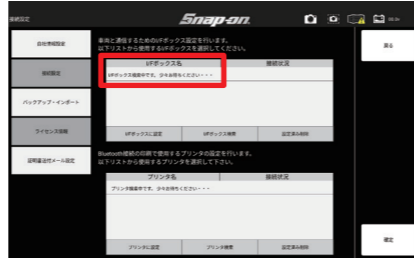 接続設定
Snap-on
自社情報設定
接続設定
バックアップ・インポート
ライセンス情報
証明書送付メール設定
車両と通信するためのI/Fボックス設定を行います。
以下リストから使用するI/Fボックスを選択してください。
I/Fボックス名 接続状況
I/Fボックス検索中です。少々お待ちください・・・
I/Fボックスに設定 I/Fボックス検索 設定済み削除
Bluetooth接続の印刷で使用するプリンタの設定を行います。
以下リストから使用するプリンタを選択して下さい。
プリンタ名 接続状況
プリンタ検索中です。少々お待ちください・・・
プリンタに設定 プリンタ検索 設定済み削除
戻る
確定